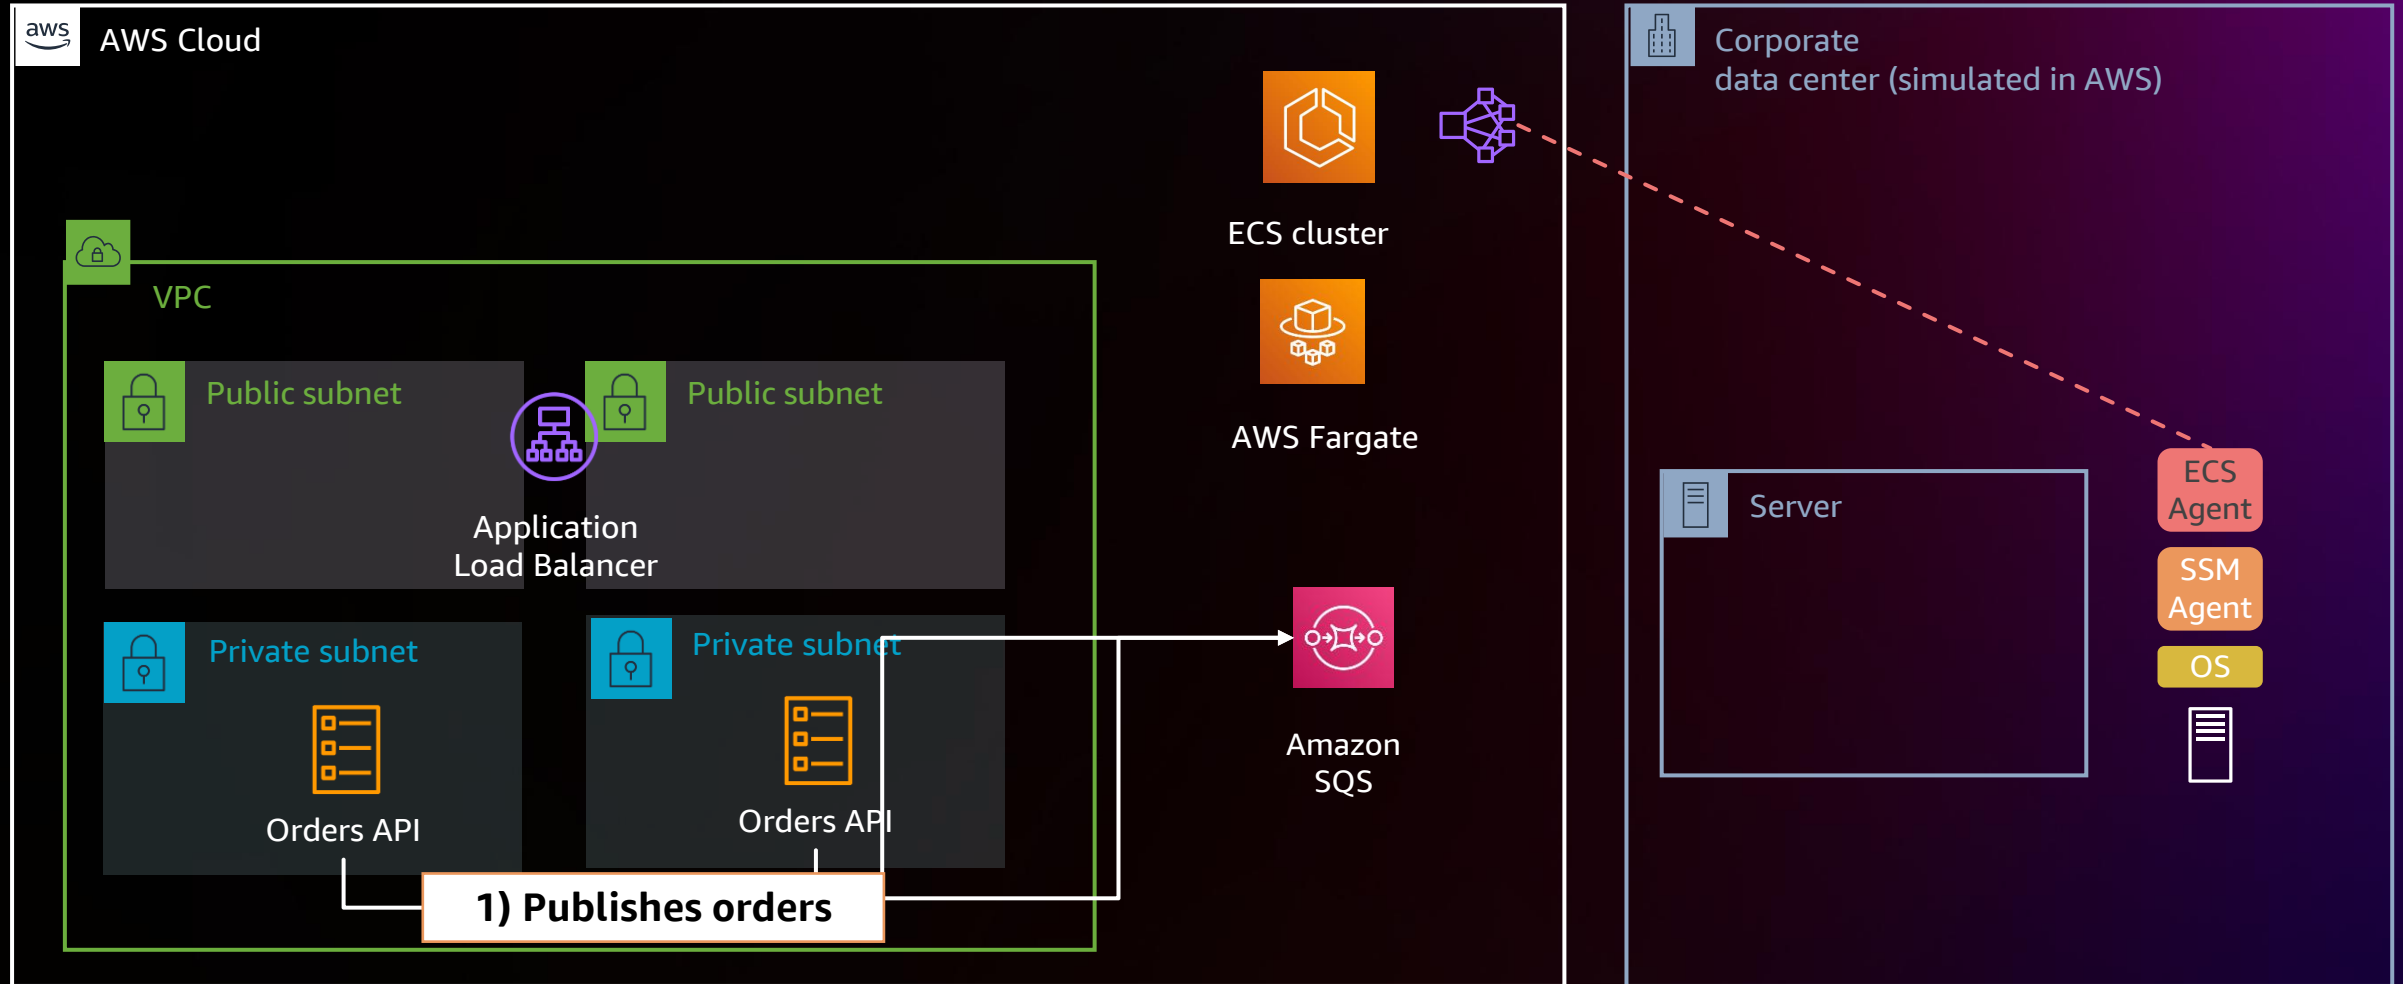 aws
AWS Cloud
Corporate
data center (simulated in AWS)
ECS cluster
VPC
AWS Fargate
Public subnet
Public subnet
Application
Load Balancer
Server
ECS
Agent
SSM
Agent
OS
Private subnet
Private subnet
Amazon
SQS
Orders API
Orders API
1) Publishes orders